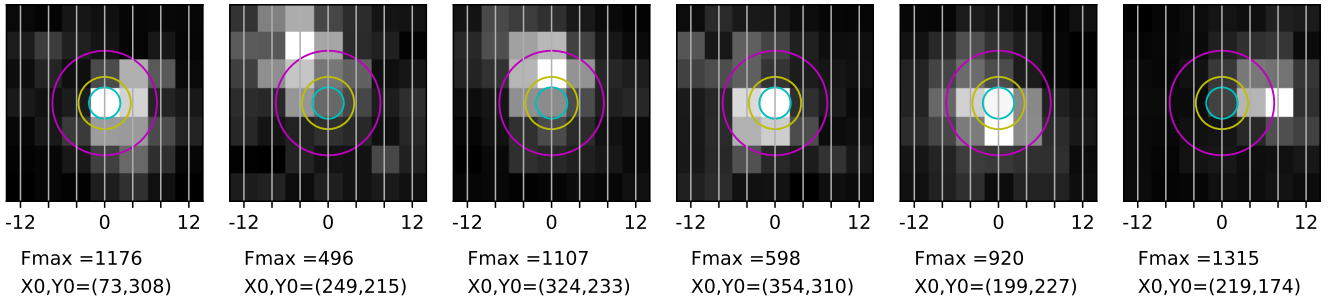 -12 0 12 -12 0 12 -12 0 12 -12 0 12 -12 0 12 -12 0 12
Fmax =1176 Fmax =496 Fmax =1107 Fmax =598 Fmax =920 Fmax =1315
X0,Y0=(73,308) X0,Y0=(249,215) X0,Y0=(324,233) X0,Y0=(354,310) X0,Y0=(199,227) X0,Y0=(219,174)